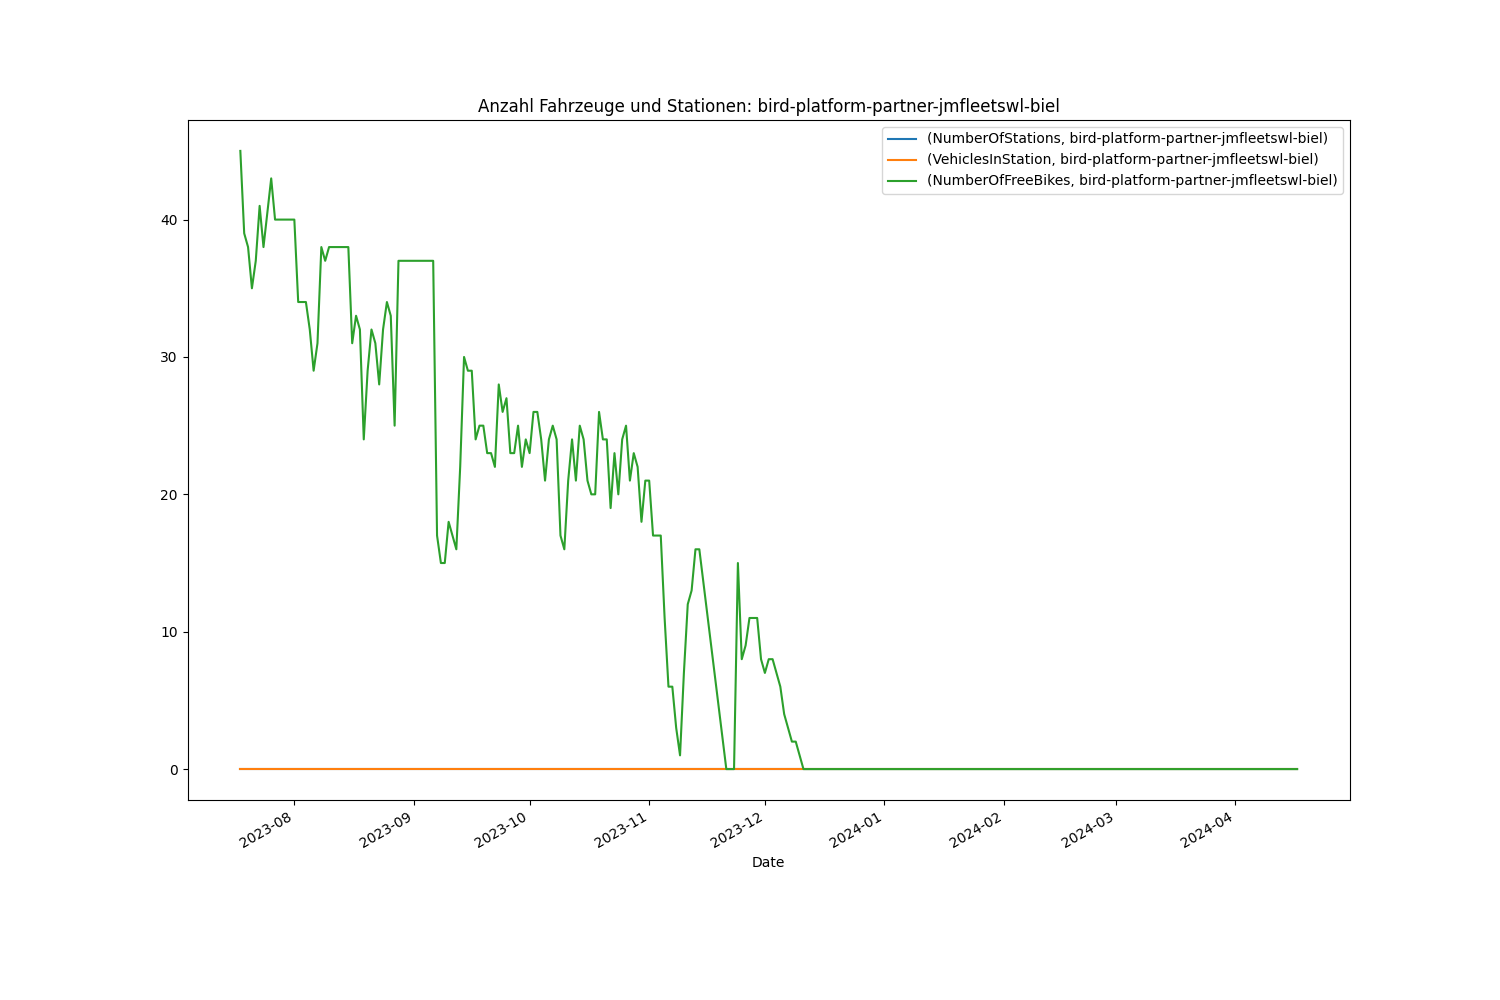 Anzahl Fahrzeuge und Stationen: bird-platform-partner-jmfleetswl-biel
(NumberOfStations, bird-platform-partner-jmfleetswl-biel)
(VehiclesInStation, bird-platform-partner-jmfleetswl-biel)
(NumberOfFreeBikes, bird-platform-partner-jmfleetswl-biel)
40
30
20
10
0
2023-08
2023-09
2023-10
2023-11
2023-12
2024-01
2024-02
2024-03
2024-04
Date